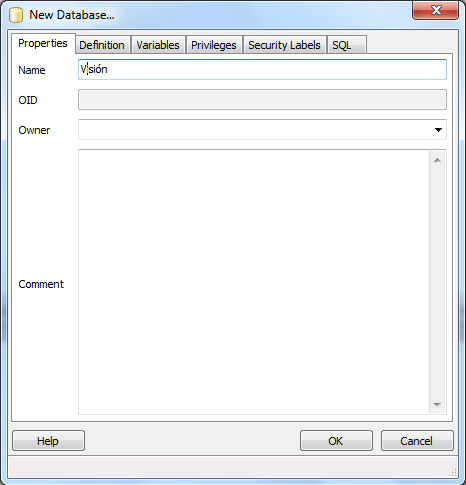 New Database...
Properties Definition Variables Privileges Security Labels SQL
Name Visión
OID
Owner
Comment
Help OK Cancel